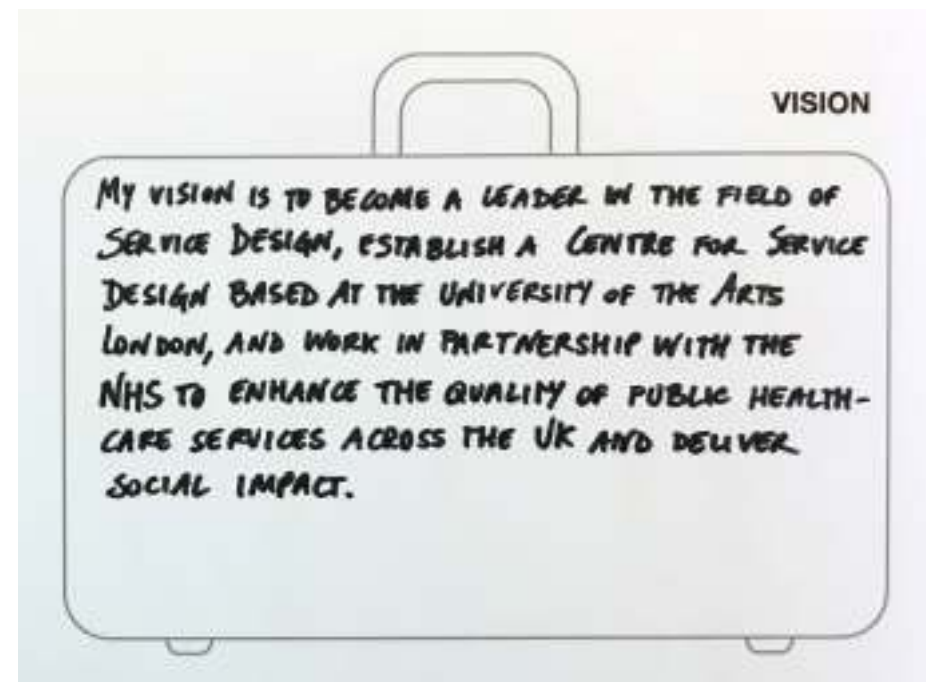 VISION
MY VISION IS TO BECOME A LEADER IN THE FIELD OF
SERVICE DESIGN, ESTABLISH A CENTRE FOR SERVICE
DESIGN BASED AT THE UNIVERSITY OF THE ARTS
LONDON, AND WORK IN PARTNERSHIP WITH THE
NHS TO ENHANCE THE QUALITY OF PUBLIC HEALTH-
CARE SERVICES ACROSS THE UK AND DELIVER
SOCIAL IMPACT.